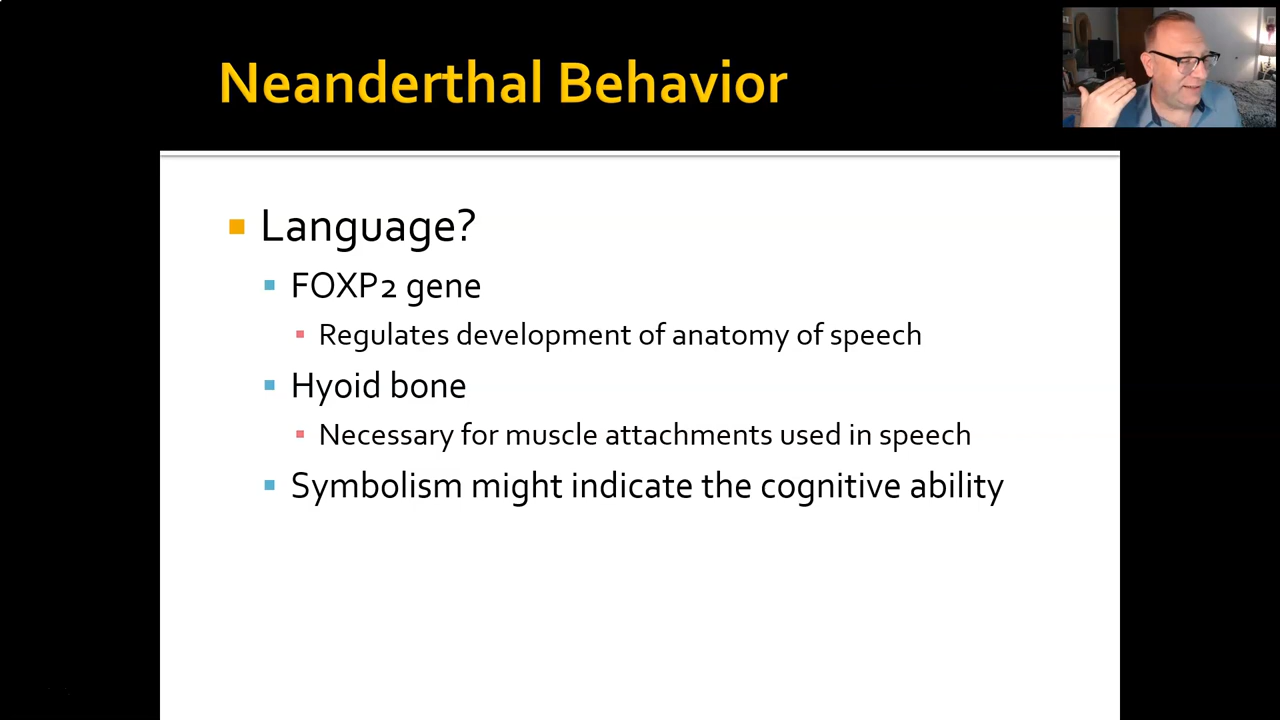 Neanderthal Behavior
Language?
FOXP2 gene
Regulates development of anatomy of speech
Hyoid bone
Necessary for muscle attachments used in speech
Symbolism might indicate the cognitive ability